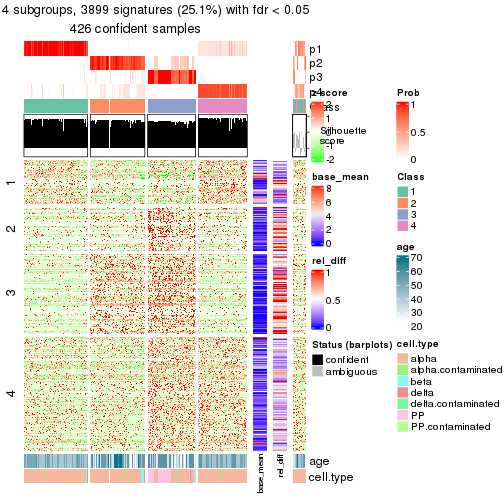 4 subgroups, 3899 signatures (25.1%) with fdr < 0.05
426 confident samples
p1
p2
p3
p4
z-score
2
-1
-2
Silhouette
score
Prob
1
0.5
0
base_mean
8
6
4
2
0
Class
1
2
3
4
rel_diff
1
0.5
0
age
70
60
50
40
30
20
Status (barplots)
confident
ambiguous
cell.type
alpha
alpha.contaminated
beta
delta
delta.contaminated
PP
PP.contaminated
1
2
3
4
age
cell.type
base_mean
rel_diff